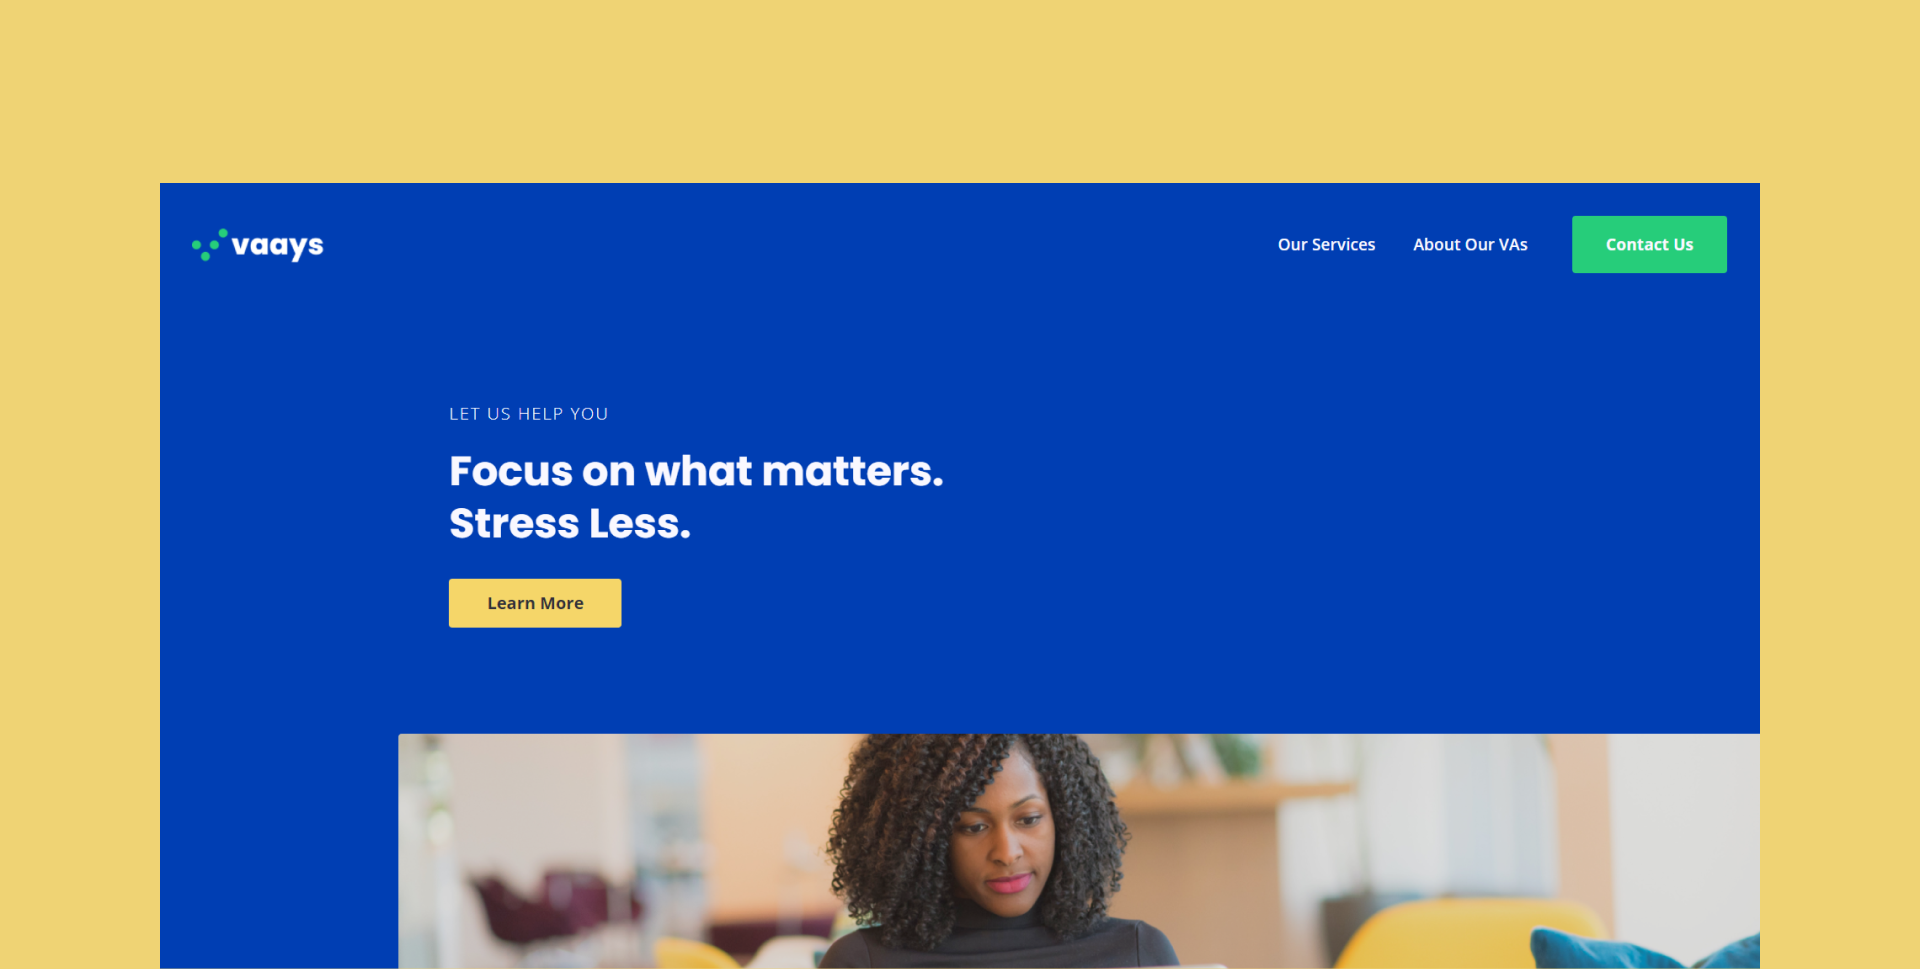 vaays
Our Services
About Our VAs
Contact Us
LET US HELP YOU
Focus on what matters.
Stress Less.
Learn More